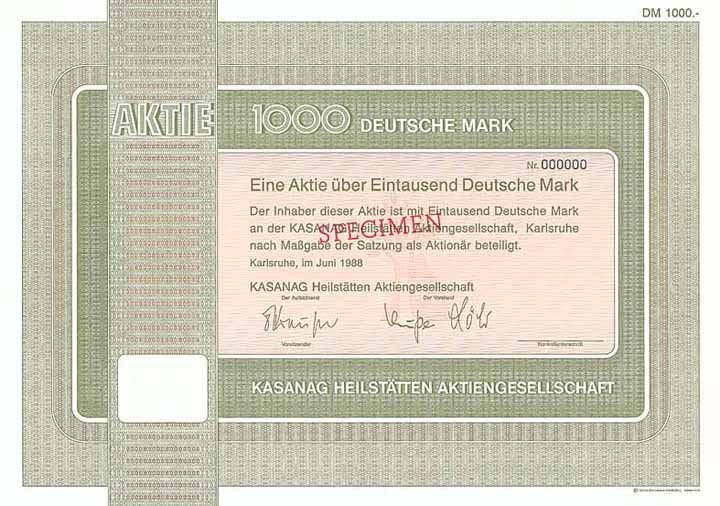 DM 1000.-
AKTIE 1000 DEUTSCHE MARK
Nr. 000000
Eine Aktie über Eintausend Deutsche Mark
Der Inhaber dieser Aktie ist mit Eintausend Deutsche Mark
an der KASANAG Heilstätten Aktiengesellschaft, Karlsruhe
nach Maßgabe der Satzung als Aktionär beteiligt.
SPECIMEN
Karlsruhe, im Juni 1988
KASANAG Heilstätten Aktiengesellschaft
Der Aufsichtsrat Der Vorstand
Vorsitzender Kontrollunterschrift
KASANAG HEILSTÄTTEN AKTIENGESELLSCHAFT